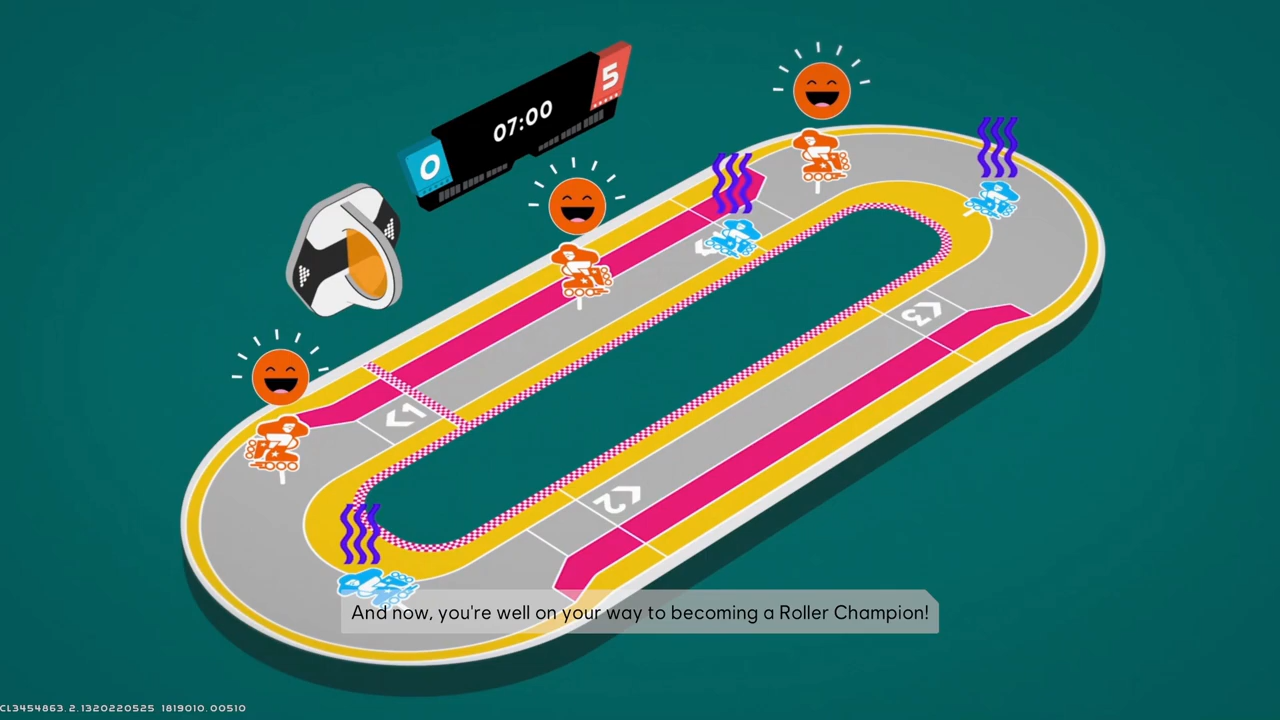 0 07:00 5
1
3
2
And now, you're well on your way to becoming a Roller Champion!
CL3454863.2.1320220525 1819010.00510